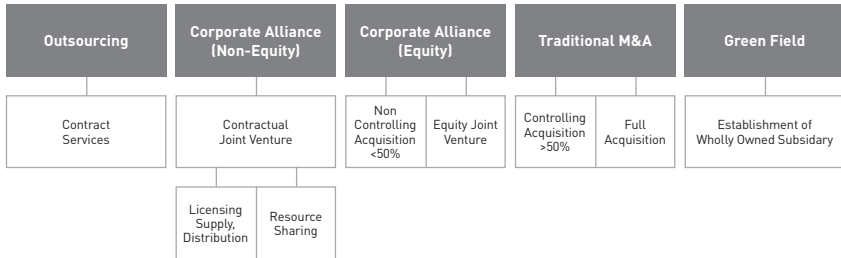 Outsourcing
Corporate Alliance
(Non-Equity)
Corporate Alliance
(Equity)
Traditional M&A
Green Field
Contract
Services
Contractual
Joint Venture
Non
Controlling
Acquisition
<50%
Equity Joint
Venture
Controlling
Acquisition
>50%
Full
Acquisition
Establishment of
Wholly Owned Subsidary
Licensing
Supply,
Distribution
Resource
Sharing